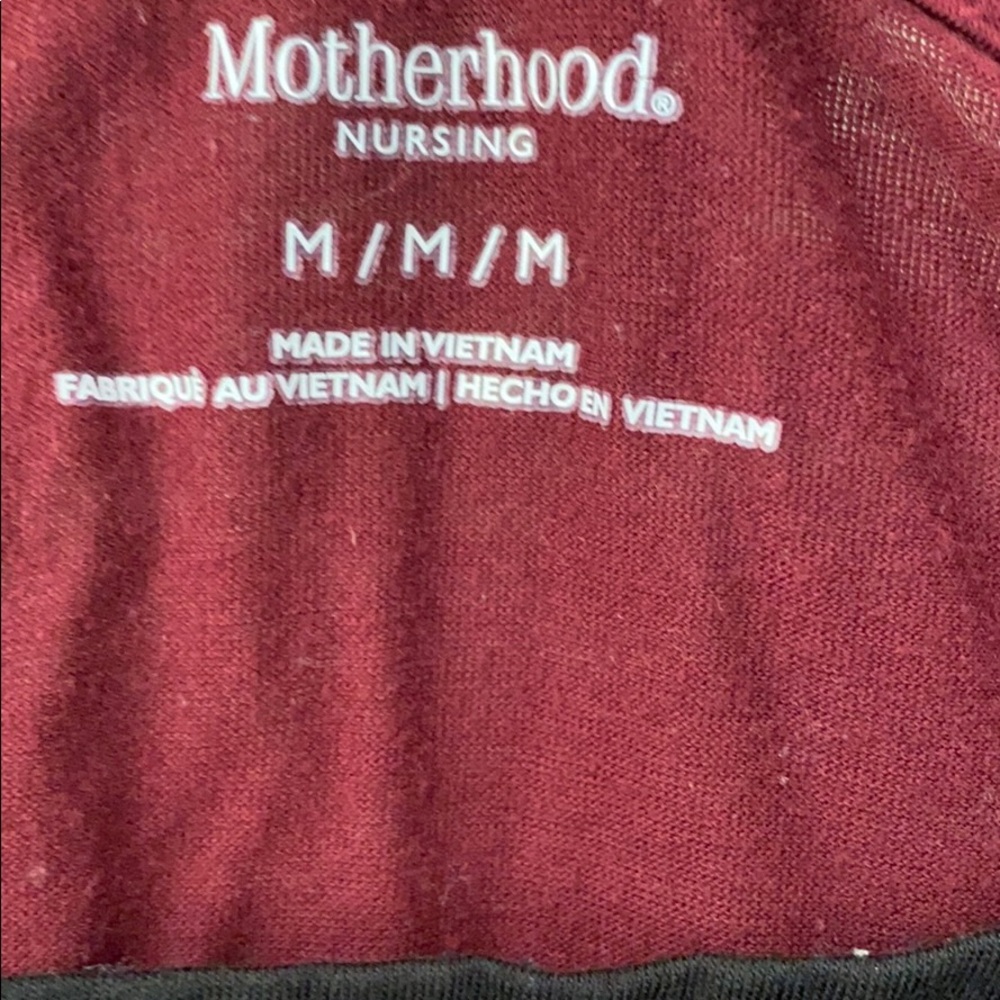 Motherhood®
NURSING
M / M / M
MADE IN VIETNAM
FABRIQUÉ AU VIETNAM | HECHO EN VIETNAM